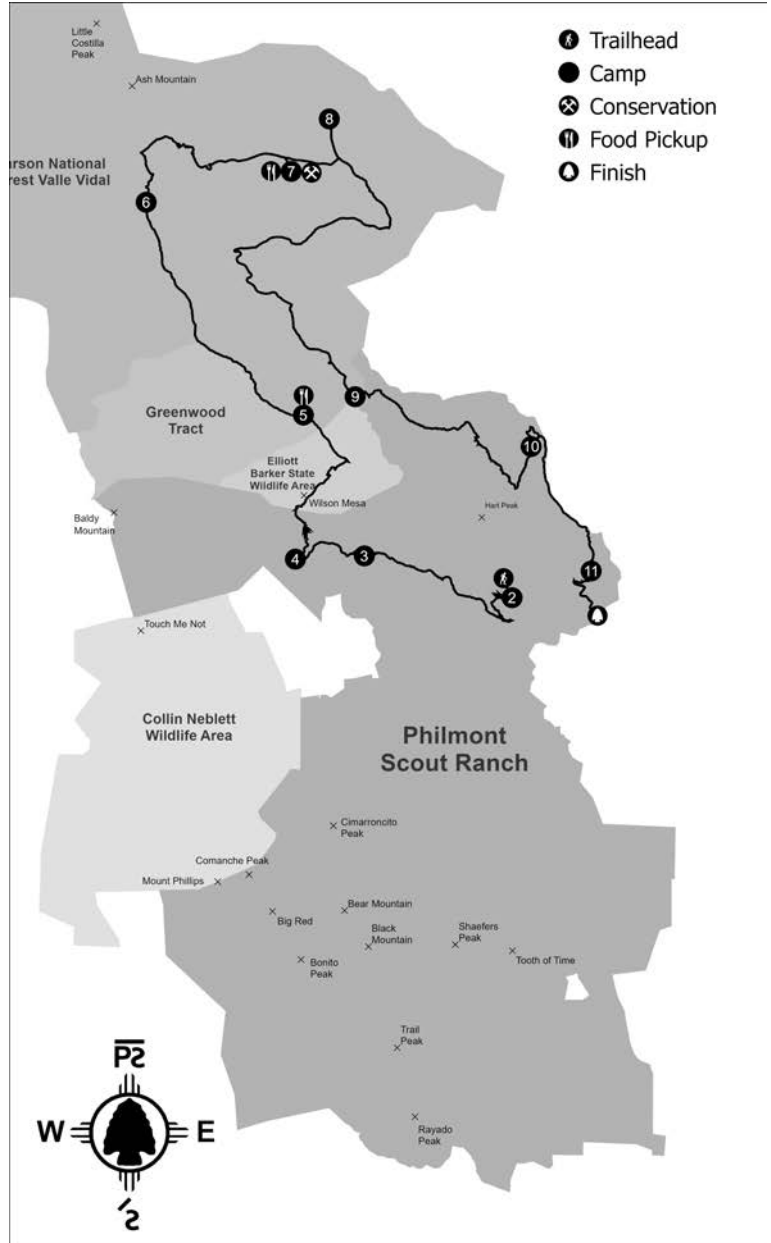 Little
Costilla
Peak
Ash Mountain
Trailhead
Camp
Conservation
Food Pickup
Finish
8
arson National
rest Valle Vidal
7
6
Greenwood
Tract
5
9
Elliott
Barker State
Wildlife Area
Wilson Mesa
10
Hart Peak
Baldy
Mountain
4
3
2
11
Touch Me Not
Collin Neblett
Wildlife Area
Philmont
Scout Ranch
Cimarroncito
Peak
Comanche Peak
Mount Phillips
Big Red
Bear Mountain
Black
Mountain
Shaefers
Peak
Bonito
Peak
Tooth of Time
Trail
Peak
Rayado
Peak
W
E